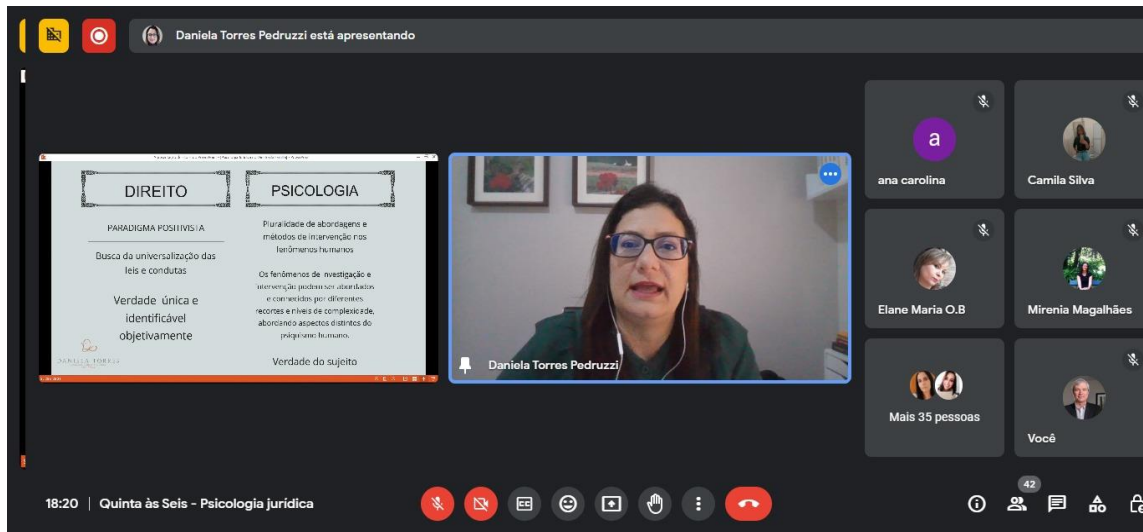 Daniela Torres Pedruzzi está apresentando
DIREITO
PARADIGMA POSITIVISTA
Busca da universalização das
leis e condutas
Verdade única e
identificável
objetivamente
DANIELA TORRES
PSICOLOGIA
Pluralidade de abordagens e
métodos de intervenção nos
fenômenos humanos
Os fenômenos de investigação e
intervenção podem ser abordados
e conhecidos por diferentes
recortes e níveis de complexidade,
abordando aspectos distintos do
psiquismo humano.
Verdade do sujeito
Daniela Torres Pedruzzi
a
ana carolina
Camila Silva
Elane Maria O.B
Mirenia Magalhães
Mais 35 pessoas
Você
18:20 | Quinta às Seis - Psicologia jurídica
CC
42